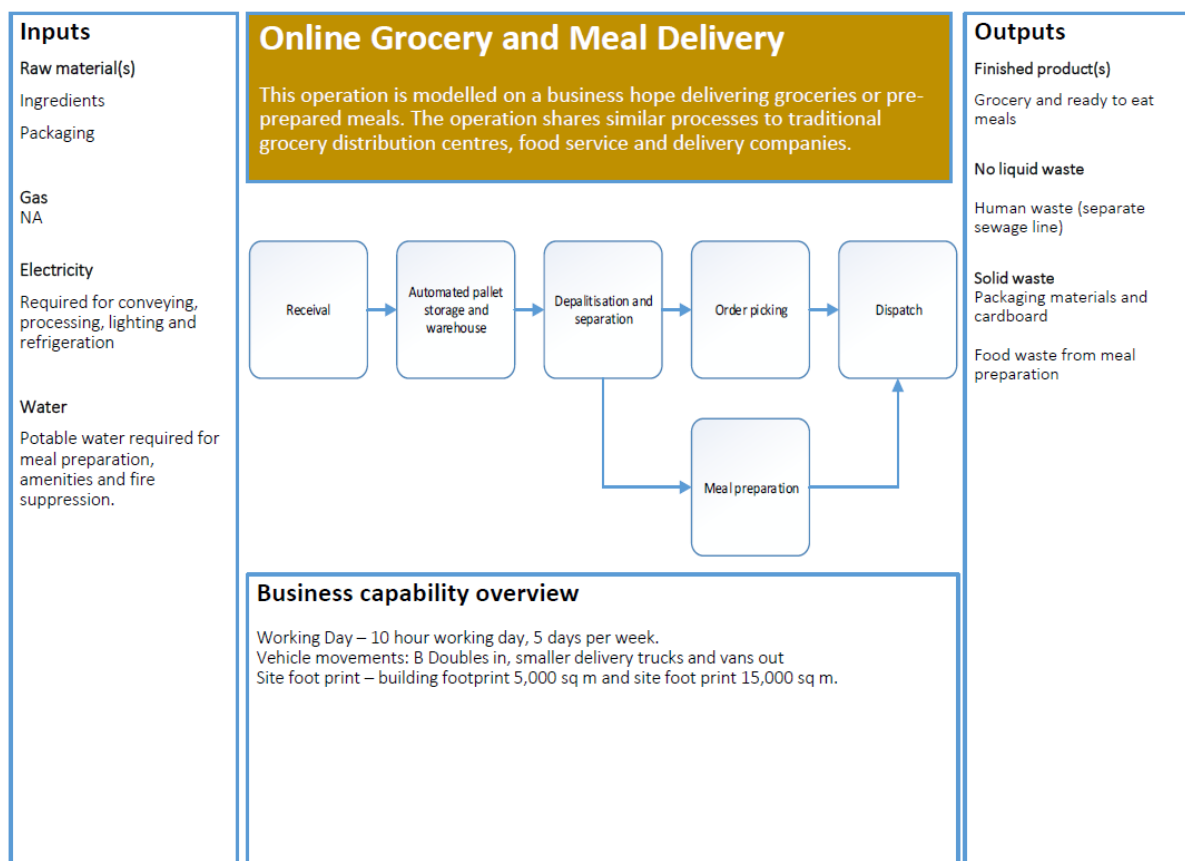 Inputs
Raw material(s)
Ingredients
Packaging
Gas
NA
Electricity
Required for conveying,
processing, lighting and
refrigeration
Water
Potable water required for
meal preparation,
amenities and fire
suppression.
Online Grocery and Meal Delivery
This operation is modelled on a business hope delivering groceries or pre-
prepared meals. The operation shares similar processes to traditional
grocery distribution centres, food service and delivery companies.
Receival
Automated pallet
storage and
warehouse
Depalitisation and
separation
Order picking
Dispatch
Meal preparation
Business capability overview
Working Day – 10 hour working day, 5 days per week.
Vehicle movements: B Doubles in, smaller delivery trucks and vans out
Site foot print – building footprint 5,000 sq m and site foot print 15,000 sq m.
Outputs
Finished product(s)
Grocery and ready to eat
meals
No liquid waste
Human waste (separate
sewage line)
Solid waste
Packaging materials and
cardboard
Food waste from meal
preparation